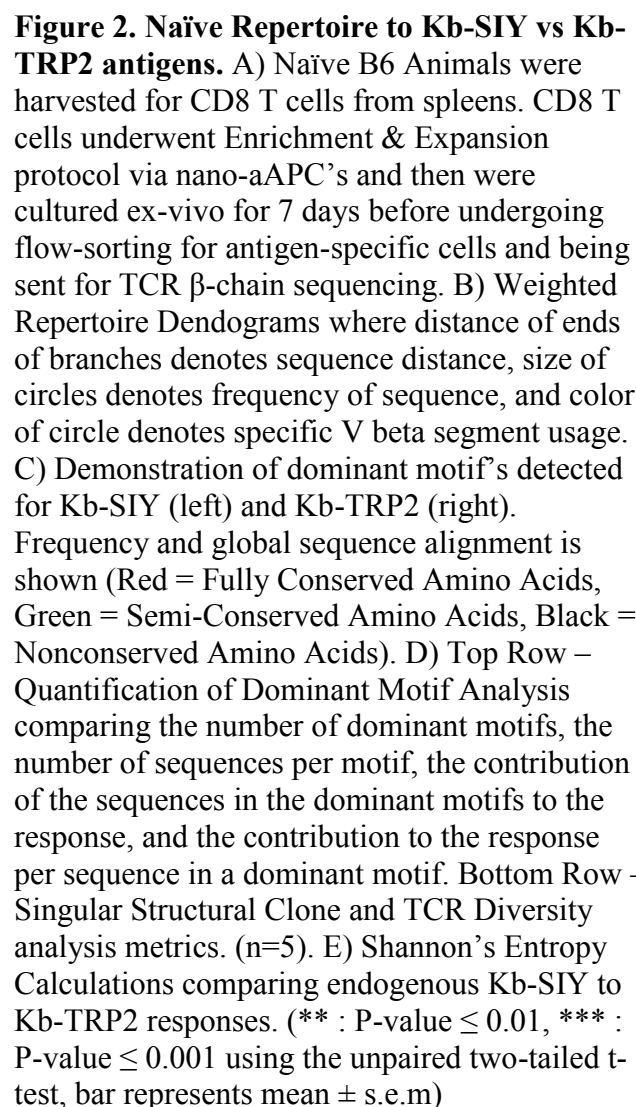 Figure 2. Naïve Repertoire to Kb-SIY vs Kb-
TRP2 antigens. A) Naïve B6 Animals were
harvested for CD8 T cells from spleens. CD8 T
cells underwent Enrichment & Expansion
protocol via nano-aAPC's and then were
cultured ex-vivo for 7 days before undergoing
flow-sorting for antigen-specific cells and being
sent for TCR β-chain sequencing. B) Weighted
Repertoire Dendograms where distance of ends
of branches denotes sequence distance, size of
circles denotes frequency of sequence, and color
of circle denotes specific V beta segment usage.
C) Demonstration of dominant motif's detected
for Kb-SIY (left) and Kb-TRP2 (right).
Frequency and global sequence alignment is
shown (Red = Fully Conserved Amino Acids,
Green = Semi-Conserved Amino Acids, Black =
Nonconserved Amino Acids). D) Top Row –
Quantification of Dominant Motif Analysis
comparing the number of dominant motifs, the
number of sequences per motif, the contribution
of the sequences in the dominant motifs to the
response, and the contribution to the response
per sequence in a dominant motif. Bottom Row –
Singular Structural Clone and TCR Diversity
analysis metrics. (n=5). E) Shannon's Entropy
Calculations comparing endogenous Kb-SIY to
Kb-TRP2 responses. (** : P-value ≤ 0.01, *** :
P-value ≤ 0.001 using the unpaired two-tailed t-
test, bar represents mean ± s.e.m)